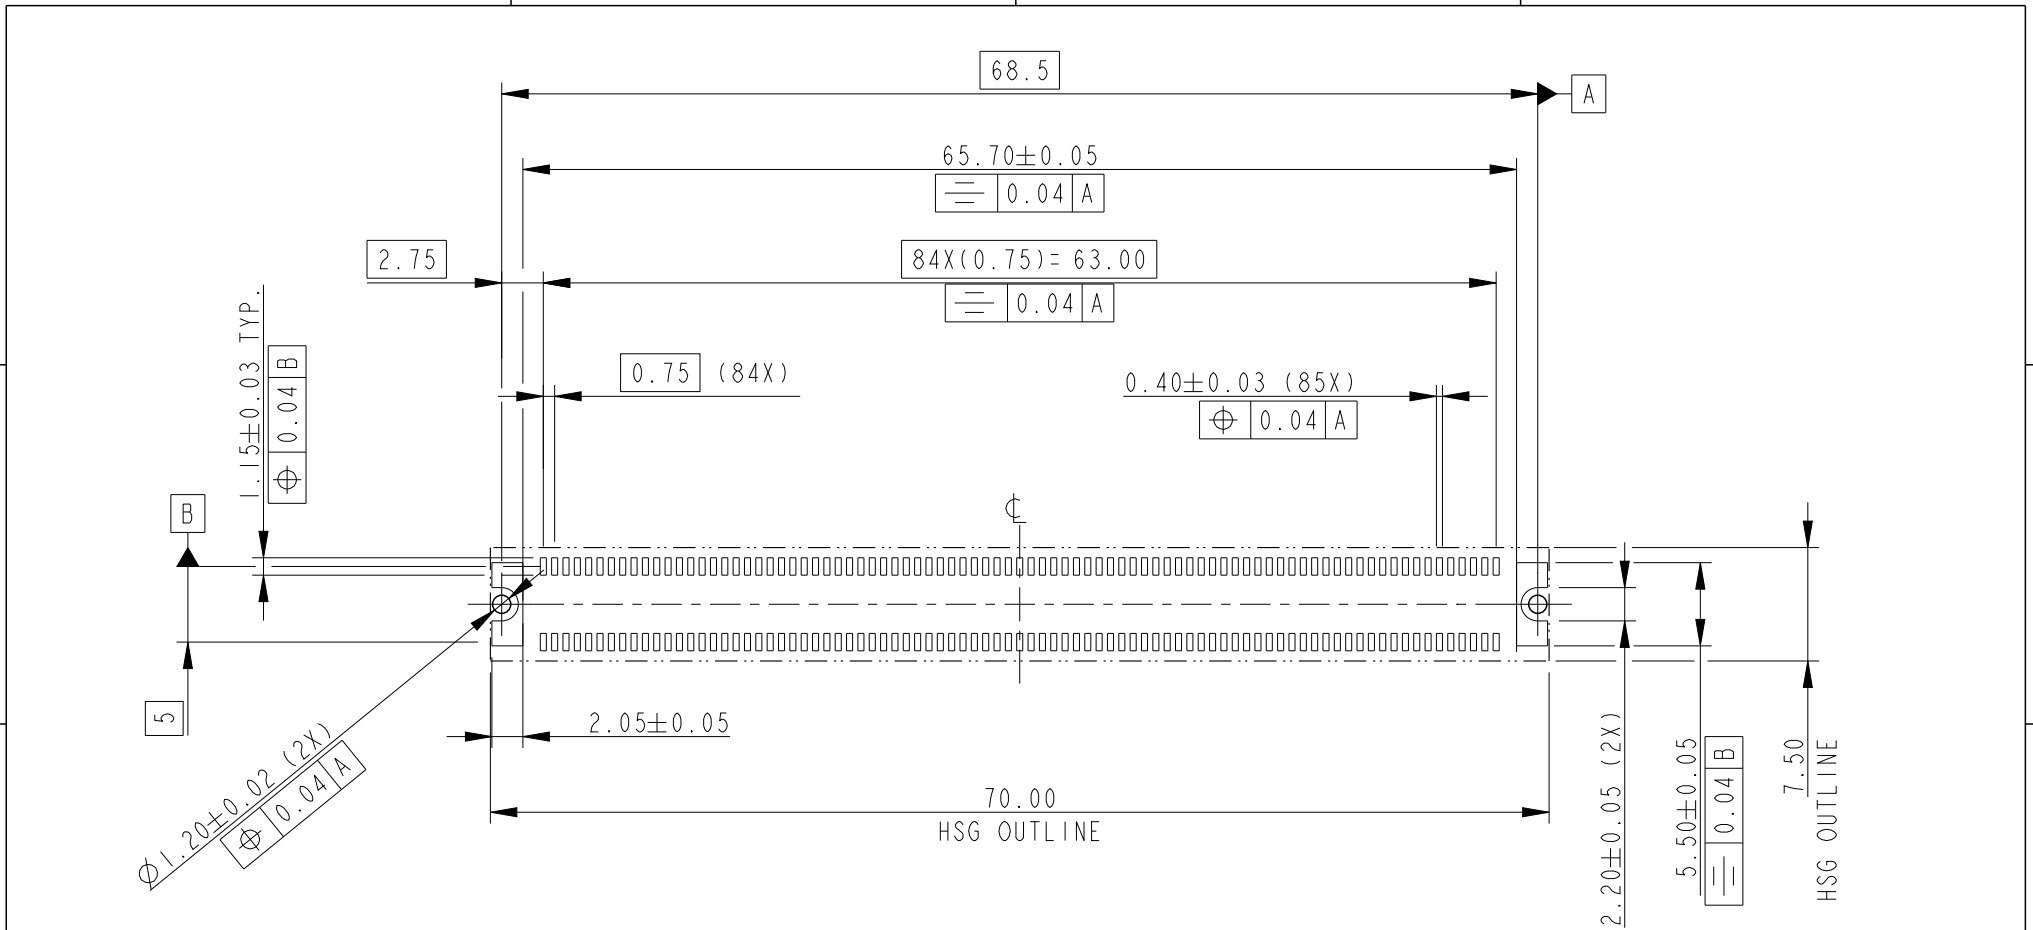 68.5
A
65.70±0.05
0.04 A
2.75
84X(0.75)= 63.00
0.04 A
0.75 (84X)
0.40±0.03 (85X)
⌖ 0.04 A
1.15±0.03 TYP.
⌖ 0.04 B
B
℄
5
2.05±0.05
Ø1.20±0.02 (2X)
⌖ 0.04 A
70.00
HSG OUTLINE
2.20±0.05 (2X)
5.50±0.05
0.04 B
7.50
HSG OUTLINE